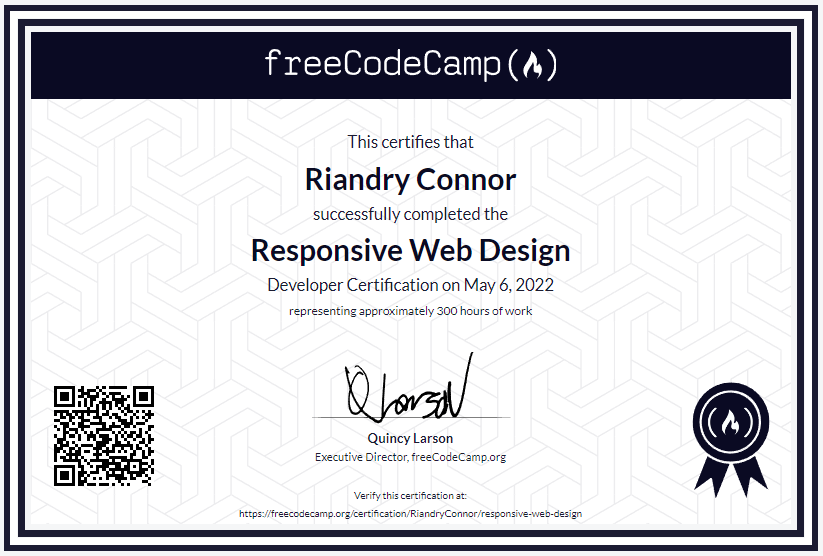 freeCodeCamp(🔥)
This certifies that
Riandry Connor
successfully completed the
Responsive Web Design
Developer Certification on May 6, 2022
representing approximately 300 hours of work
Q Larson
Quincy Larson
Executive Director, freeCodeCamp.org
Verify this certification at:
https://freecodecamp.org/certification/RiandryConnor/responsive-web-design